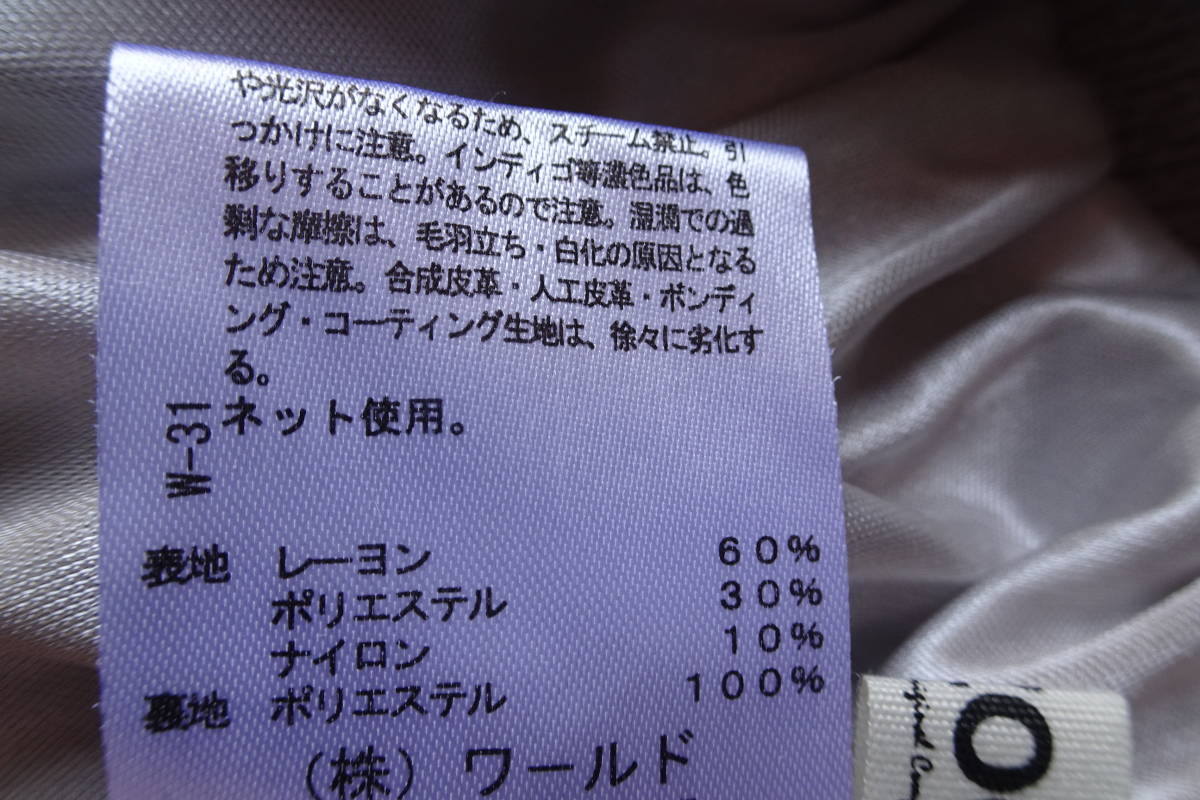 や光沢がなくなるため、スチーム禁止。引
つかけに注意。インディゴ等濃色品は、色
移りすることがあるので注意。湿潤での過
剰な摩擦は、毛羽立ち・白化の原因となる
ため注意。合成皮革・人工皮革・ボンディ
ング・コーティング生地は、徐々に劣化す
る。
ネット使用。
W-31
表地 レーヨン 60%
ポリエステル 30%
ナイロン 10%
裏地 ポリエステル 100%
(株)ワールド
O